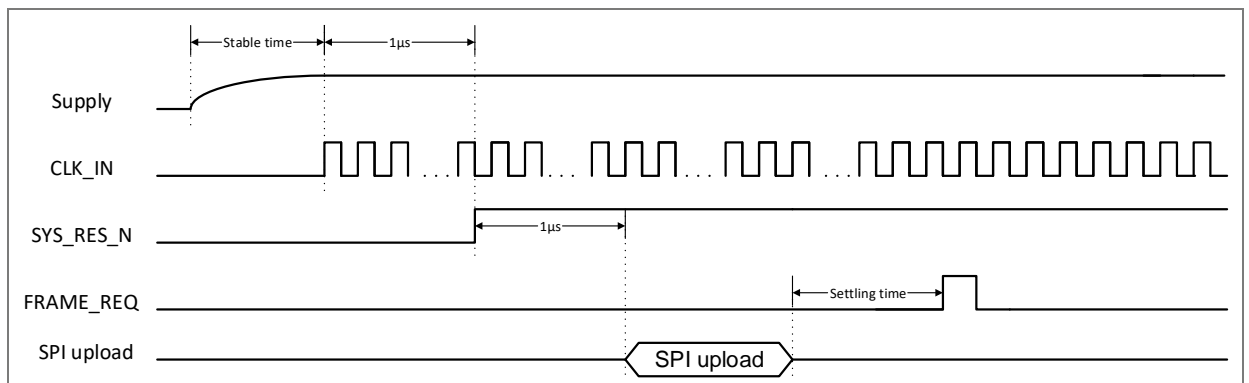 Stable time 1µs
Supply
CLK_IN
. . . . . . . . . . . .
SYS_RES_N 1µs
FRAME_REQ Settling time
SPI upload SPI upload